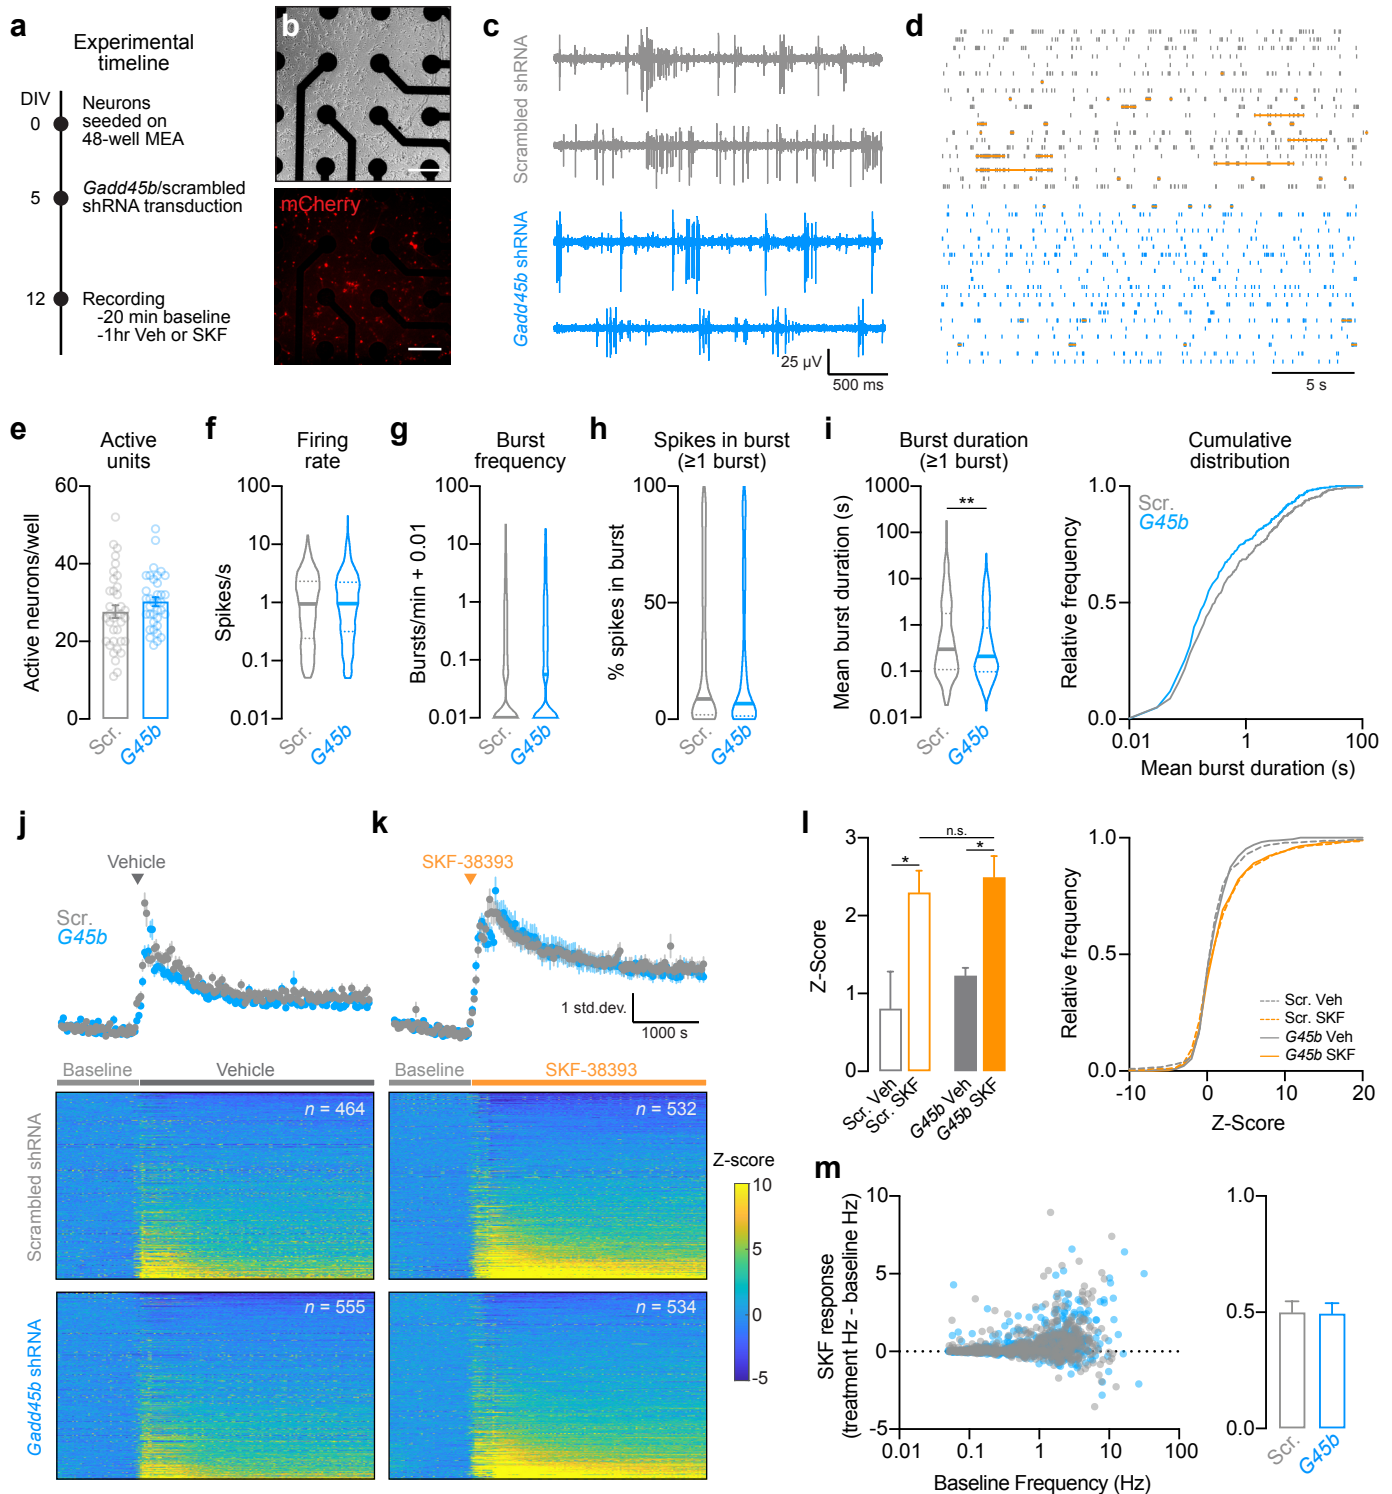 a
Experimental
timeline
DIV
0
Neurons
seeded on
48-well MEA
5
Gadd45b/scrambled
shRNA transduction
12
Recording
-20 min baseline
-1hr Veh or SKF
b
mCherry
c
Scrambled shRNA
Gadd45b shRNA
25 µV
500 ms
d
5 s
e
Active
units
Active neurons/well
60
40
20
0
Scr.
G45b
f
Firing
rate
Spikes/s
100
10
1
0.1
0.01
Scr.
G45b
g
Burst
frequency
Bursts/min + 0.01
100
10
1
0.1
0.01
Scr.
G45b
h
Spikes in burst
(≥1 burst)
% spikes in burst
100
50
0
Scr.
G45b
i
Burst duration
(≥1 burst)
Mean burst duration (s)
1000
100
10
1
0.1
0.01
**
Scr.
G45b
Cumulative
distribution
Scr.
G45b
Relative frequency
1.0
0.5
0.0
0.01
1
100
Mean burst duration (s)
j
Vehicle
Scr.
G45b
k
SKF-38393
1 std.dev.
1000 s
Baseline
Vehicle
Baseline
SKF-38393
Scrambled shRNA
n = 464
n = 532
Gadd45b shRNA
n = 555
n = 534
Z-score
10
5
0
-5
l
Z-Score
3
2
1
0
n.s.
*
*
Scr. Veh
Scr. SKF
G45b Veh
G45b SKF
Relative frequency
1.0
0.5
0.0
Scr. Veh
Scr. SKF
G45b Veh
G45b SKF
-10
0
10
20
Z-Score
m
SKF response
(treatment Hz - baseline Hz)
10
5
0
-5
0.01
0.1
1
10
100
Baseline Frequency (Hz)
1.0
0.5
0.0
Scr.
G45b